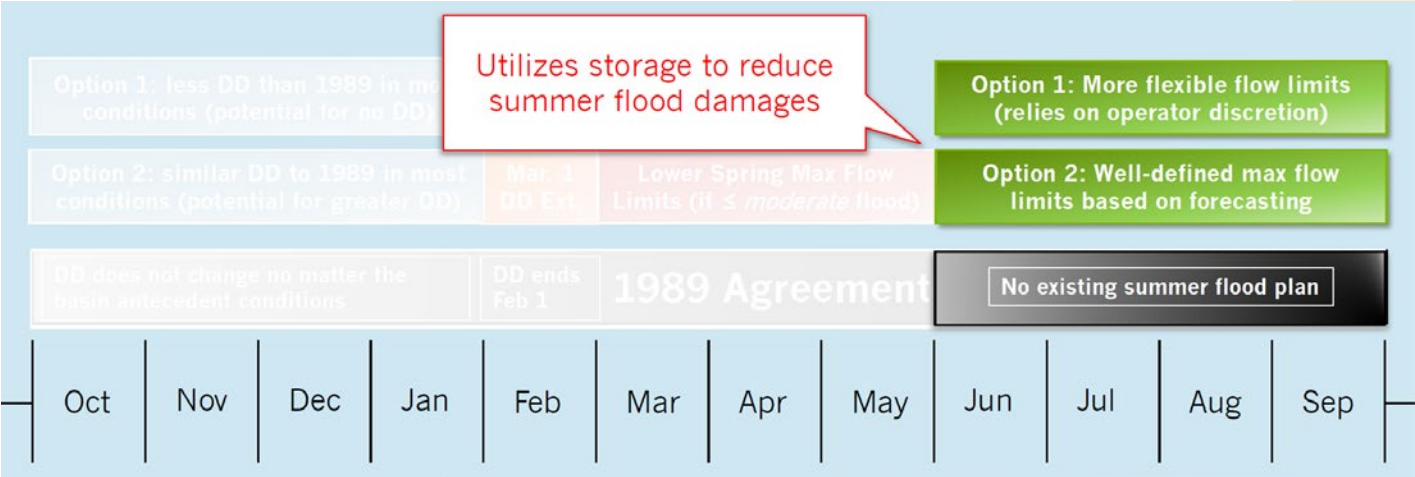 Utilizes storage to reduce
summer flood damages
Option 1: less DD than 1989 in mo
conditions (potential for no DD)
Option 1: More flexible flow limits
(relies on operator discretion)
Option 2: similar DD to 1989 in most
conditions (potential for greater DD)
Mar. 1
DD Ext.
Lower Spring Max Flow
Limits (if ≤ moderate flood)
Option 2: Well-defined max flow
limits based on forecasting
DD does not change no matter the
basin antecedent conditions
DD ends
Feb 1
1989 Agreement
No existing summer flood plan
Oct
Nov
Dec
Jan
Feb
Mar
Apr
May
Jun
Jul
Aug
Sep